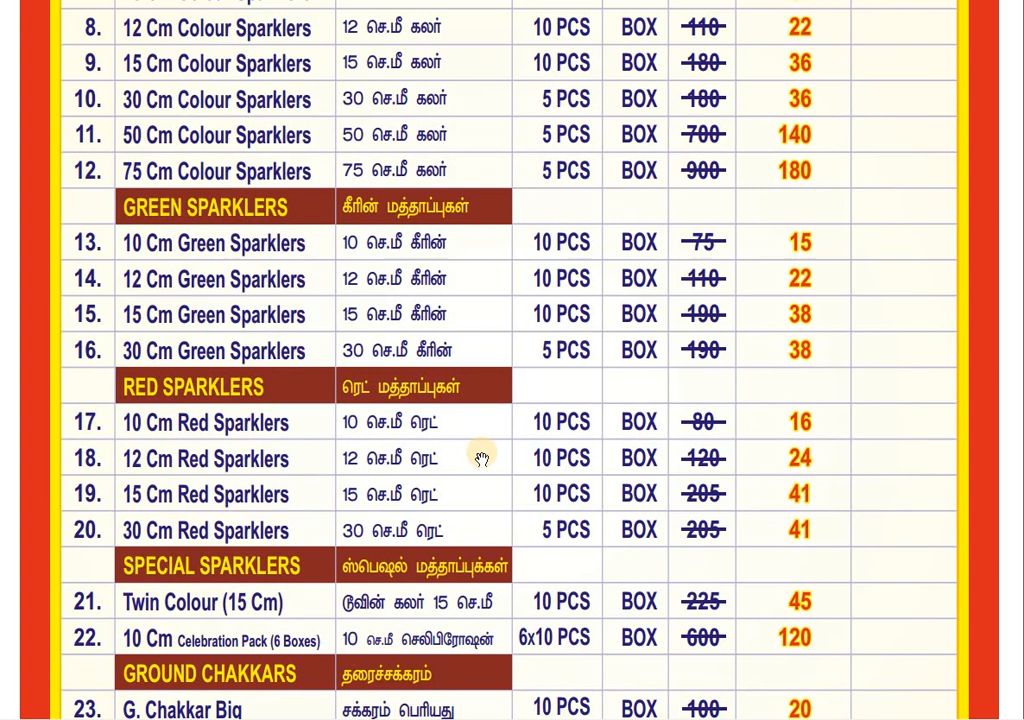 8. 12 Cm Colour Sparklers 12 செ.மீ கலர் 10 PCS BOX 110 22
9. 15 Cm Colour Sparklers 15 செ.மீ கலர் 10 PCS BOX 180 36
10. 30 Cm Colour Sparklers 30 செ.மீ கலர் 5 PCS BOX 180 36
11. 50 Cm Colour Sparklers 50 செ.மீ கலர் 5 PCS BOX 700 140
12. 75 Cm Colour Sparklers 75 செ.மீ கலர் 5 PCS BOX 900 180
GREEN SPARKLERS கீரின் மத்தாப்புகள்
13. 10 Cm Green Sparklers 10 செ.மீ கீரின் 10 PCS BOX 75 15
14. 12 Cm Green Sparklers 12 செ.மீ கீரின் 10 PCS BOX 110 22
15. 15 Cm Green Sparklers 15 செ.மீ கீரின் 10 PCS BOX 190 38
16. 30 Cm Green Sparklers 30 செ.மீ கீரின் 5 PCS BOX 190 38
RED SPARKLERS ரெட் மத்தாப்புகள்
17. 10 Cm Red Sparklers 10 செ.மீ ரெட் 10 PCS BOX 80 16
18. 12 Cm Red Sparklers 12 செ.மீ ரெட் 10 PCS BOX 120 24
19. 15 Cm Red Sparklers 15 செ.மீ ரெட் 10 PCS BOX 205 41
20. 30 Cm Red Sparklers 30 செ.மீ ரெட் 5 PCS BOX 205 41
SPECIAL SPARKLERS ஸ்பெஷல் மத்தாப்புக்கள்
21. Twin Colour (15 Cm) டுவின் கலர் 15 செ.மீ 10 PCS BOX 225 45
22. 10 Cm Celebration Pack (6 Boxes) 10 செ.மீ செலிபிரோஷன் 6x10 PCS BOX 600 120
GROUND CHAKKARS தரைச்சக்கரம்
23. G. Chakkar Big சக்கரம் பெரியது 10 PCS BOX 100 20